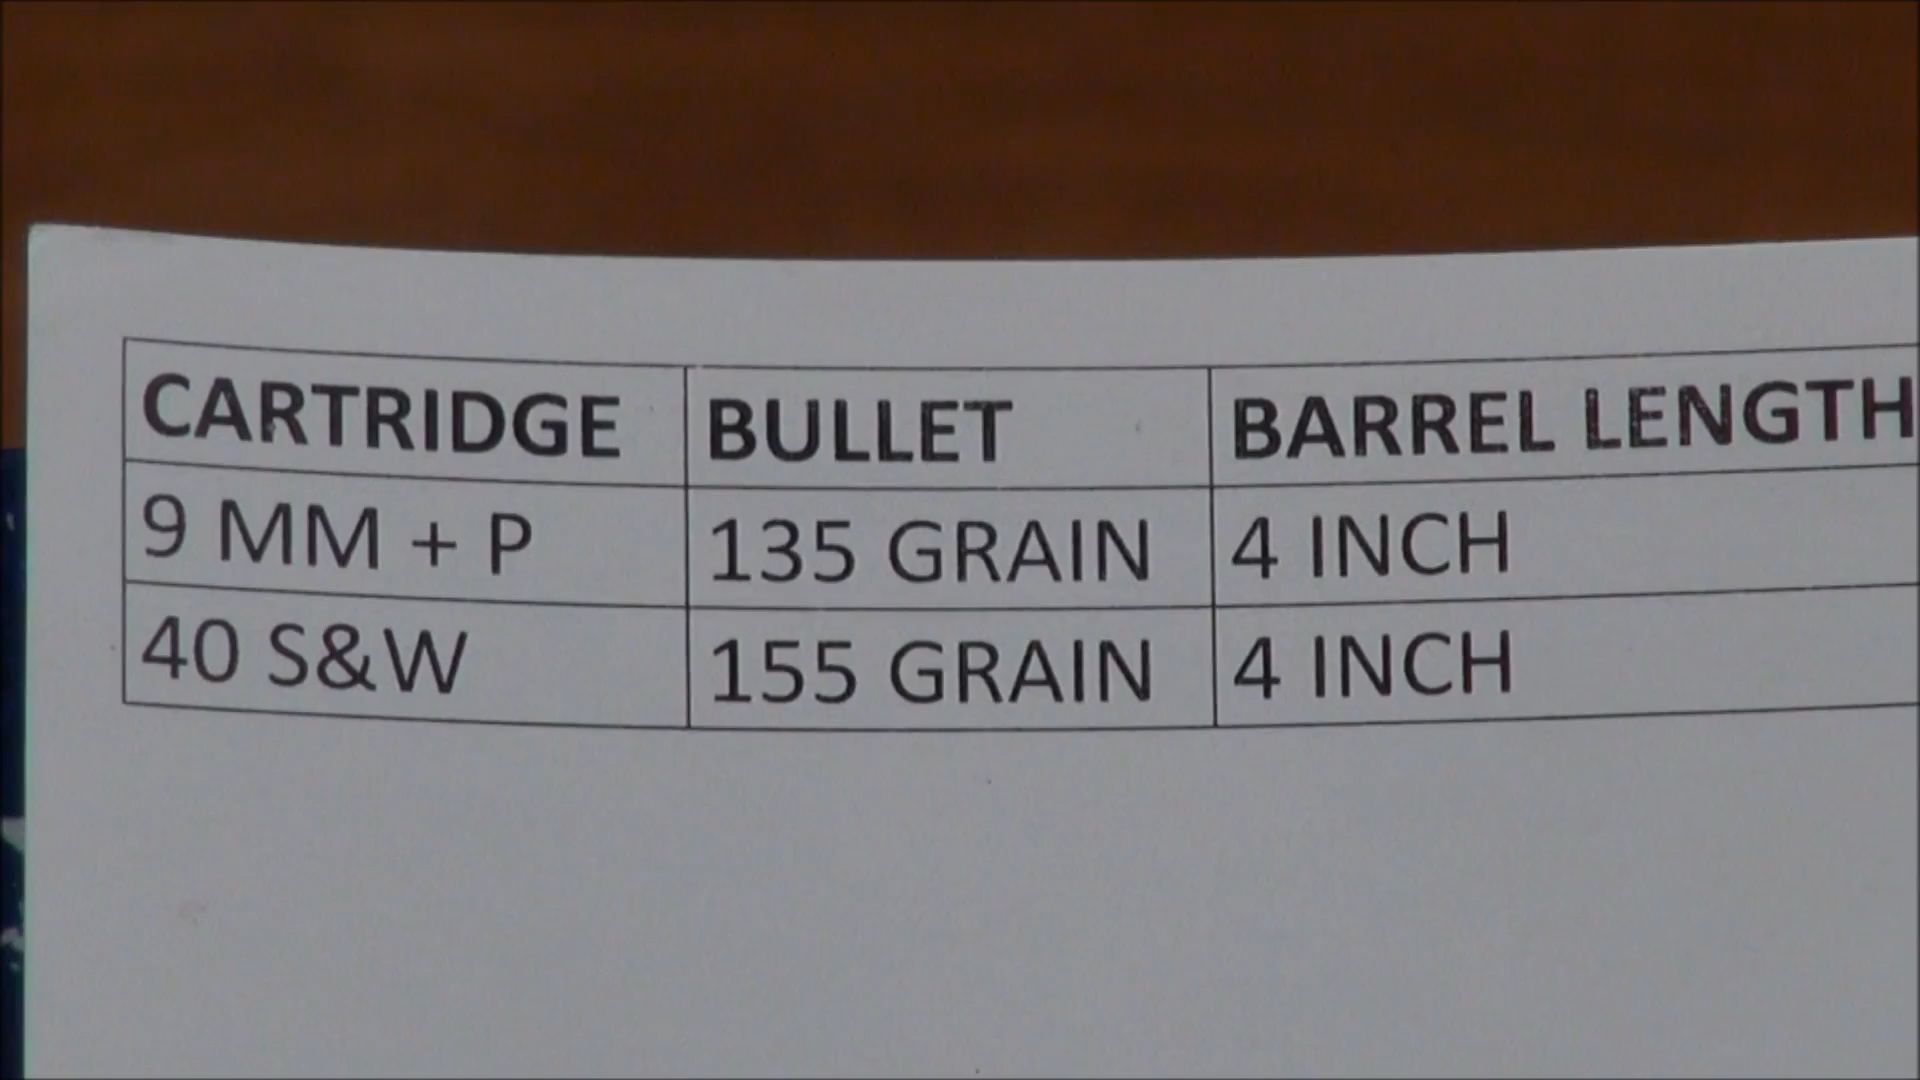 CARTRIDGE BULLET BARREL LENGTH
9 MM + P 135 GRAIN 4 INCH
40 S&W 155 GRAIN 4 INCH